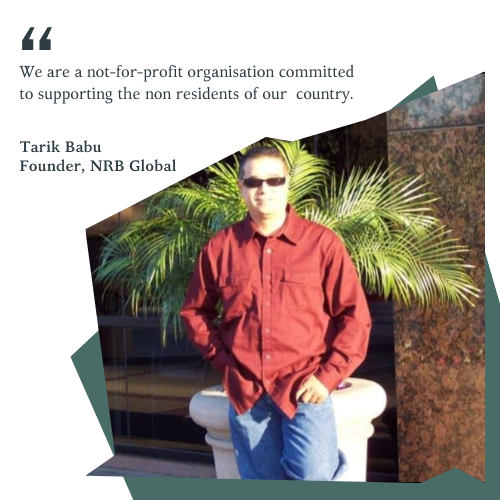 “
We are a not-for-profit organisation committed
to supporting the non residents of our  country.
Tarik Babu
Founder, NRB Global